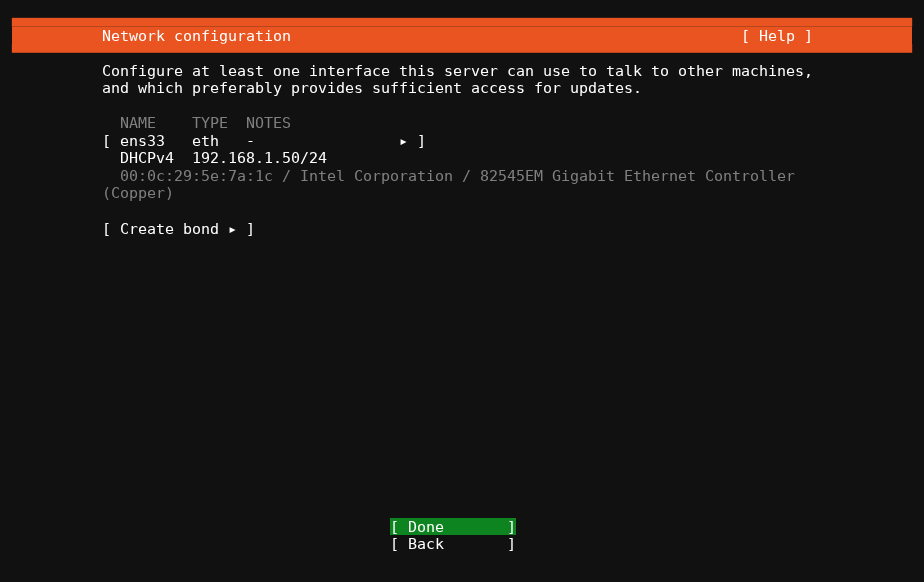 Network configuration [ Help ]
Configure at least one interface this server can use to talk to other machines,
and which preferably provides sufficient access for updates.
NAME TYPE NOTES
[ ens33 eth - ▸ ]
DHCPv4 192.168.1.50/24
00:0c:29:5e:7a:1c / Intel Corporation / 82545EM Gigabit Ethernet Controller
(Copper)
[ Create bond ▸ ]
[ Done ]
[ Back ]